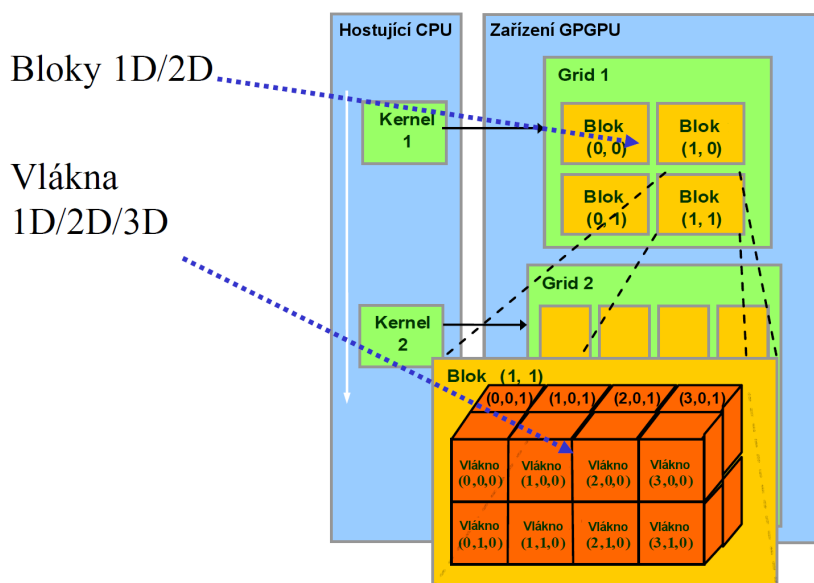 Hostující CPU
Zařízení GPGPU
Bloky 1D/2D
Vlákna
1D/2D/3D
Kernel
1
Grid 1
Blok
(0, 0)
Blok
(1, 0)
Blok
(0, 1)
Blok
(1, 1)
Kernel
2
Grid 2
Blok (1, 1)
(0,0,1) (1,0,1) (2,0,1) (3,0,1)
Vlákno
(0,0,0)
Vlákno
(1,0,0)
Vlákno
(2,0,0)
Vlákno
(3,0,0)
Vlákno
(0,1,0)
Vlákno
(1,1,0)
Vlákno
(2,1,0)
Vlákno
(3,1,0)